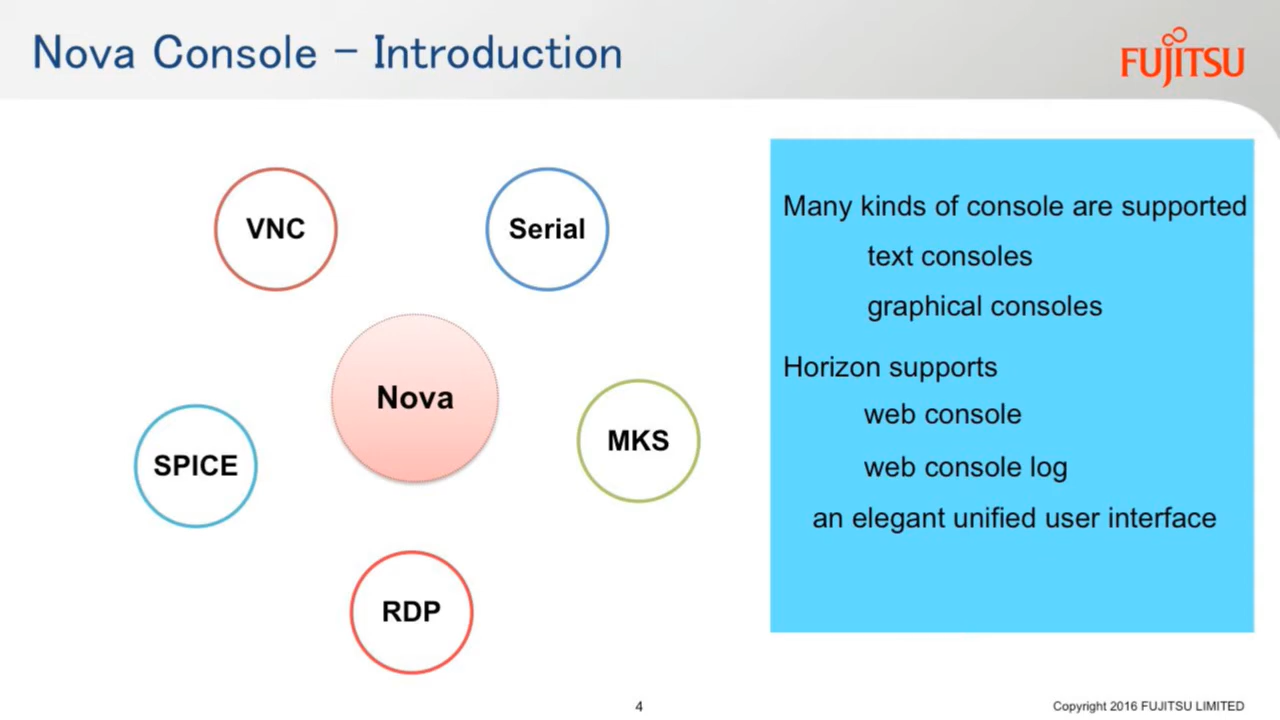 Nova Console – Introduction
FUJITSU
VNC
Serial
Nova
MKS
SPICE
RDP
Many kinds of console are supported
text consoles
graphical consoles
Horizon supports
web console
web console log
an elegant unified user interface
4
Copyright 2016 FUJITSU LIMITED